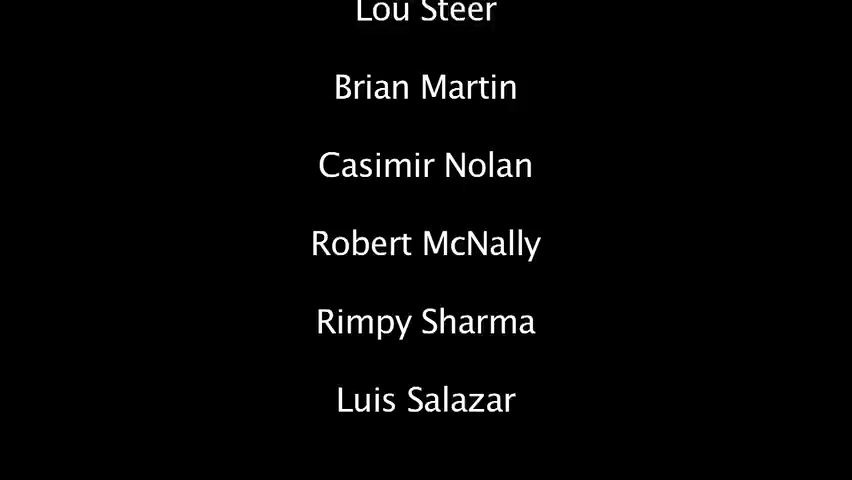 Lou Steer
Brian Martin
Casimir Nolan
Robert McNally
Rimpy Sharma
Luis Salazar